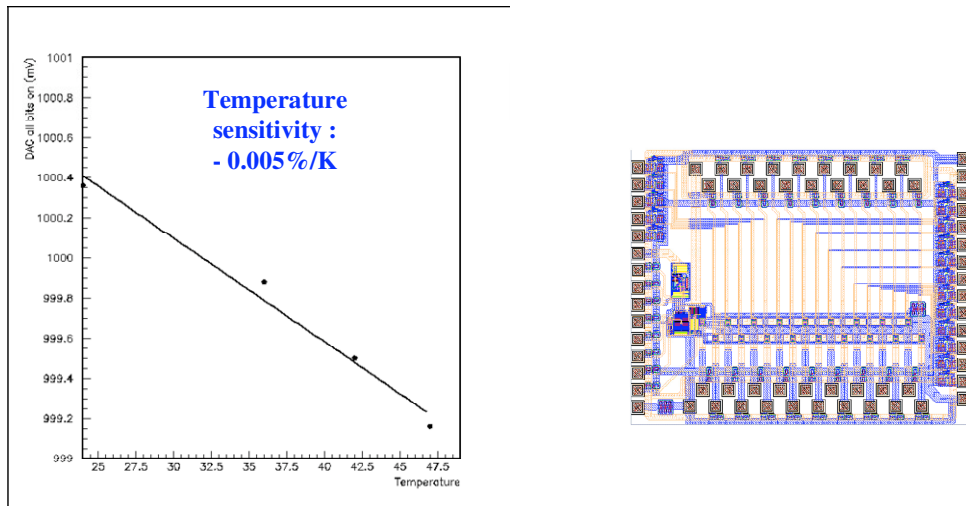 1001
1000.8
1000.6
1000.4
1000.2
1000
999.8
999.6
999.4
999.2
999
DAC all bits on (mV)
Temperature
sensitivity :
- 0.005%/K
25 27.5 30 32.5 35 37.5 40 42.5 45 47.5
Temperature